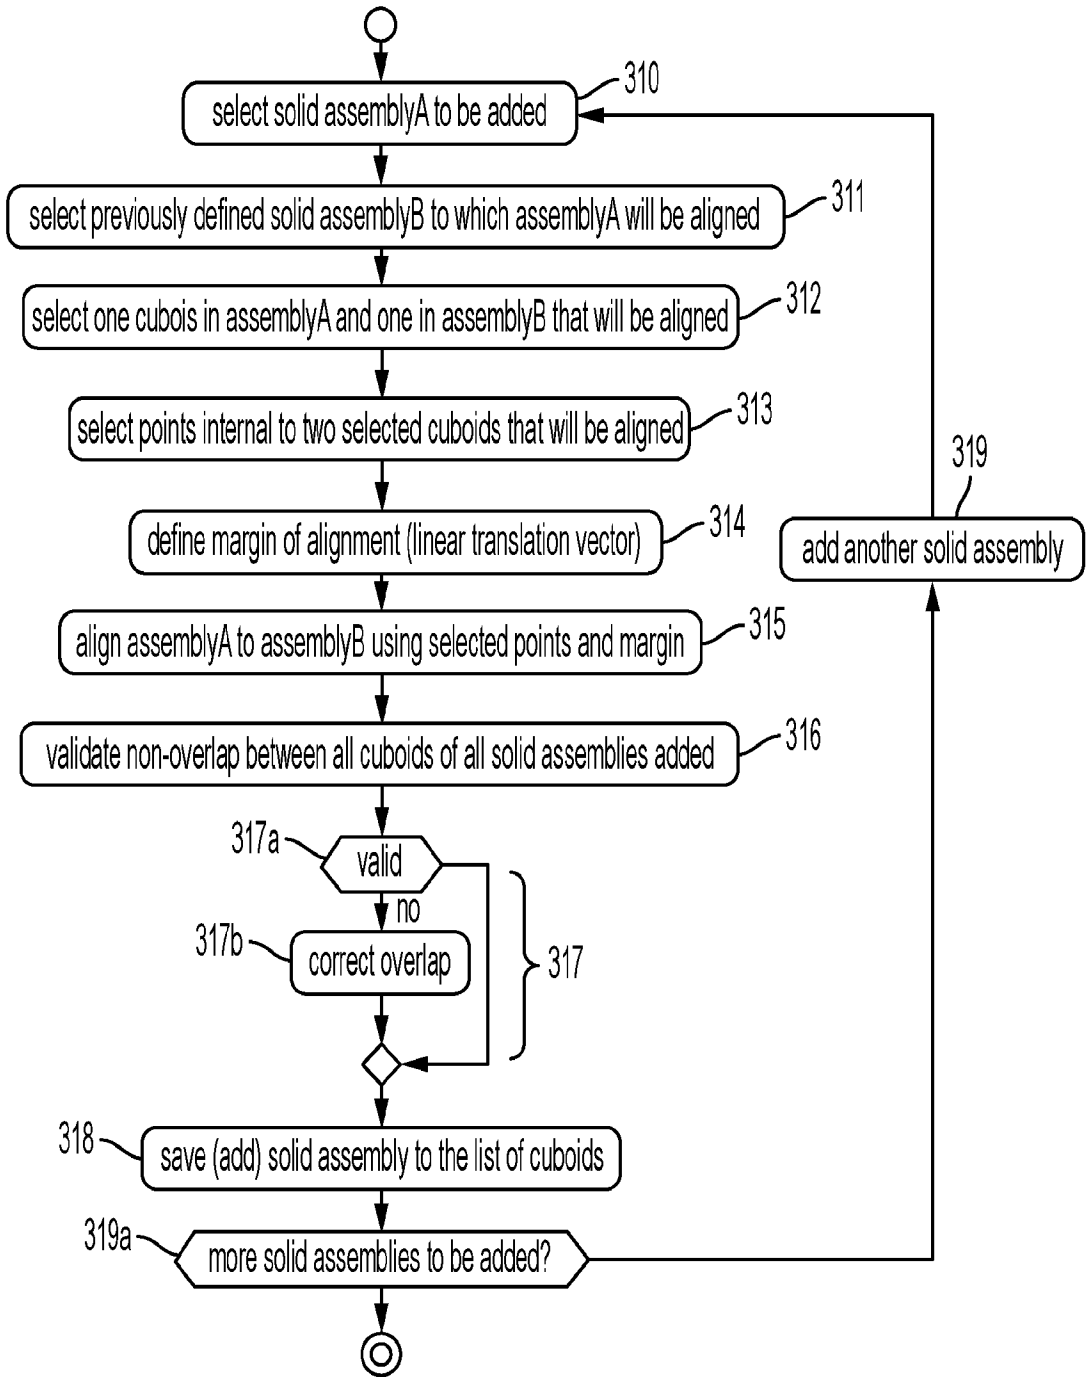 310
select solid assemblyA to be added
311
select previously defined solid assemblyB to which assemblyA will be aligned
312
select one cubois in assemblyA and one in assemblyB that will be aligned
313
select points internal to two selected cuboids that will be aligned
319
add another solid assembly
314
define margin of alignment (linear translation vector)
315
align assemblyA to assemblyB using selected points and margin
316
validate non-overlap between all cuboids of all solid assemblies added
317a
valid
no
317b
correct overlap
317
318
save (add) solid assembly to the list of cuboids
319a
more solid assemblies to be added?